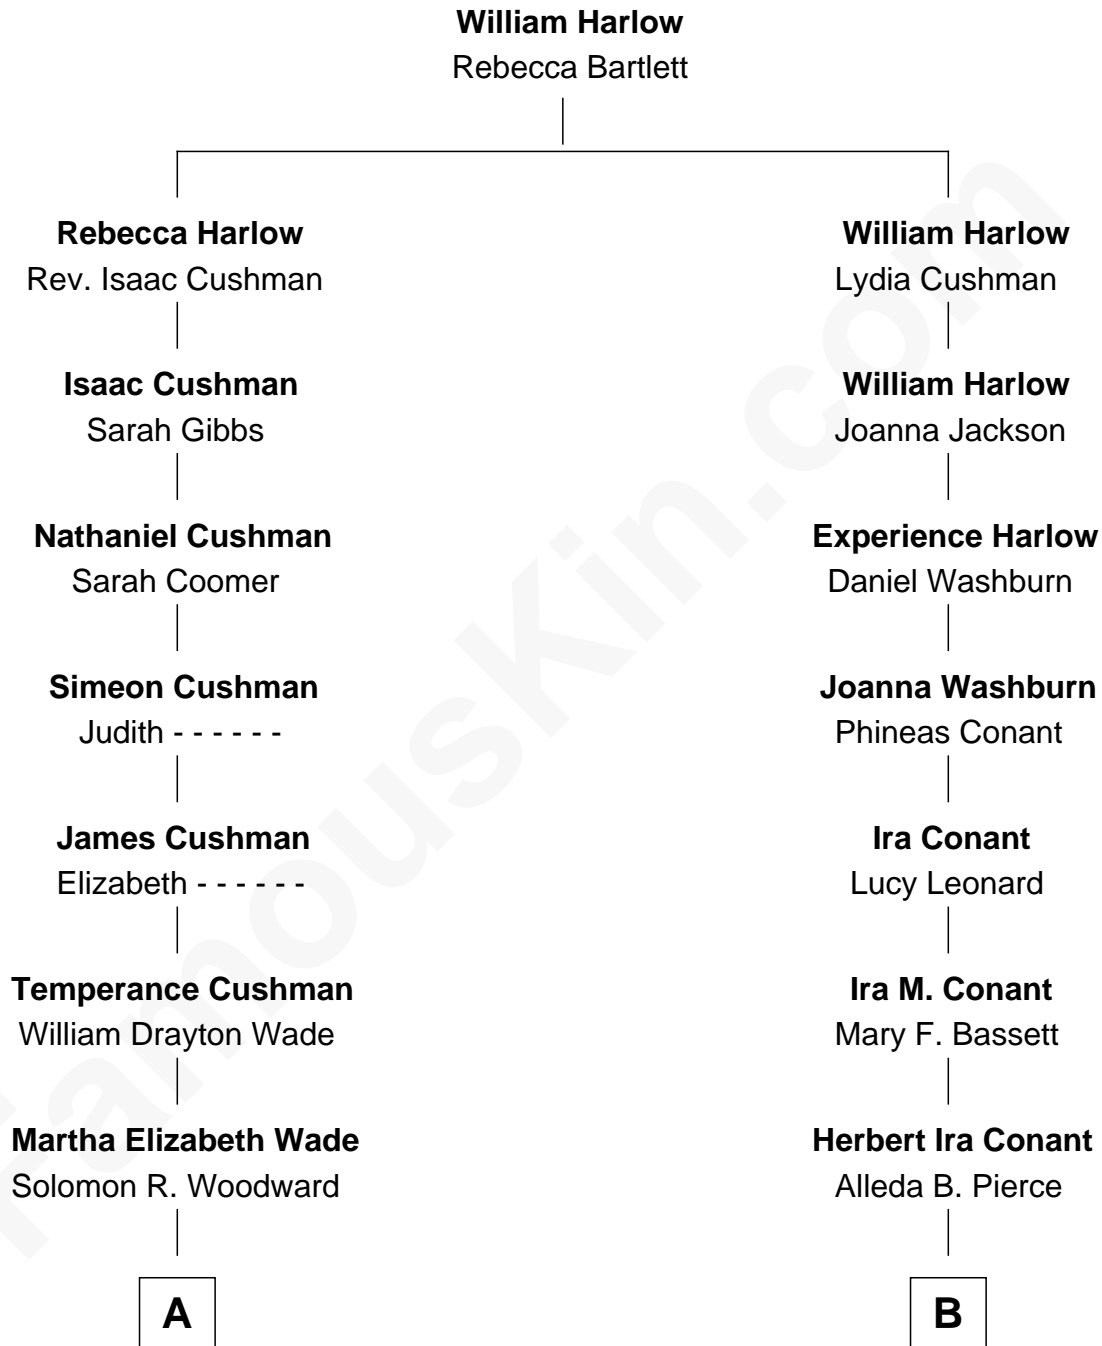 William Harlow
Rebecca Bartlett
Rebecca Harlow
Rev. Isaac Cushman
Isaac Cushman
Sarah Gibbs
Nathaniel Cushman
Sarah Coomer
Simeon Cushman
Judith - - - - - -
James Cushman
Elizabeth - - - - - -
Temperance Cushman
William Drayton Wade
Martha Elizabeth Wade
Solomon R. Woodward
A
William Harlow
Lydia Cushman
William Harlow
Joanna Jackson
Experience Harlow
Daniel Washburn
Joanna Washburn
Phineas Conant
Ira Conant
Lucy Leonard
Ira M. Conant
Mary F. Bassett
Herbert Ira Conant
Alleda B. Pierce
B
FamousKin.com